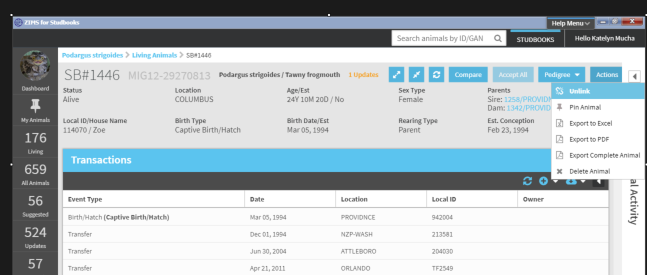 ZIMS for Studbooks
Help Menu
Search animals by ID/GAN
STUDBOOKS
Hello Katelyn Mucha
Podargus strigoides > Living Animals > SB#1446
SB#1446 MIG12-29270813 Podargus strigoides / Tawny frogmouth 1 Updates
Compare Accept All Pedigree Actions
Dashboard
My Animals
176
Living
659
All Animals
56
Suggested
524
Updates
57
Status Location Age/Est Sex Type Parents
Alive COLUMBUS 24Y 10M 20D / No Female Sire: 1258/PROVIDN
Dam: 1342/PROVID
Local ID/House Name Birth Type Birth Date/Est Rearing Type Est. Conception
114070 / Zoe Captive Birth/Hatch Mar 05, 1994 Parent Feb 23, 1994
Unlink
Pin Animal
Export to Excel
Export to PDF
Export Complete Animal
Delete Animal
Transactions
Event Type Date Location Local ID Owner
Birth/Hatch (Captive Birth/Hatch) Mar 05, 1994 PROVIDNCE 942004
Transfer Dec 01, 1994 NZP-WASH 213581
Transfer Jun 30, 2004 ATTLEBORO 204030
Transfer Apr 21, 2011 ORLANDO TF2549
al Activity